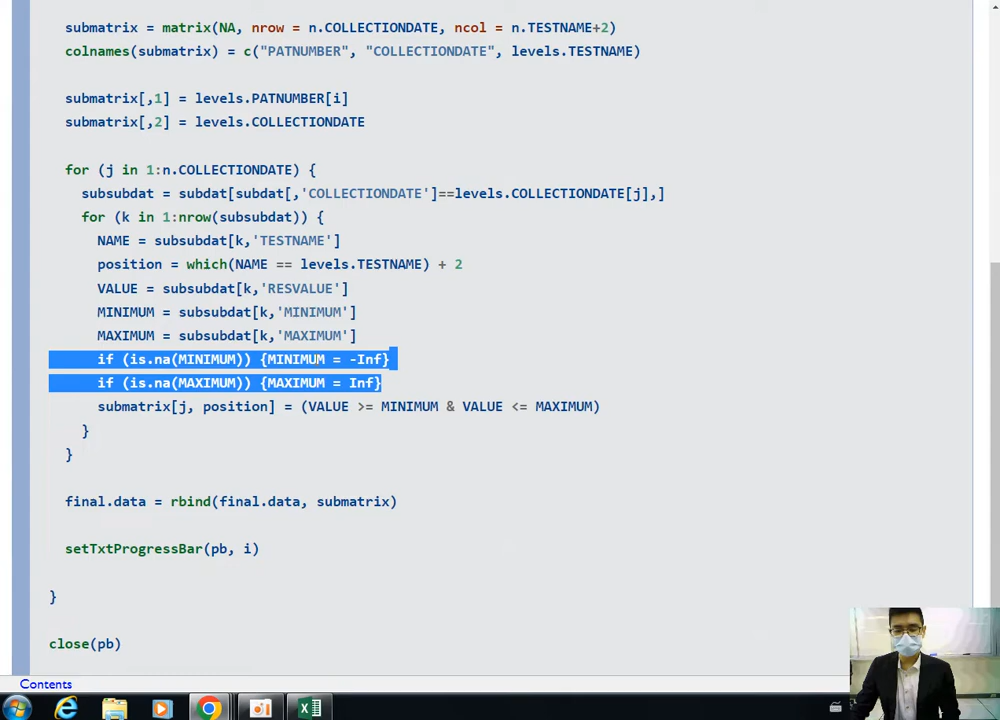 submatrix = matrix(NA, nrow = n.COLLECTIONDATE, ncol = n.TESTNAME+2)
colnames(submatrix) = c("PATNUMBER", "COLLECTIONDATE", levels.TESTNAME)
submatrix[,1] = levels.PATNUMBER[i]
submatrix[,2] = levels.COLLECTIONDATE
for (j in 1:n.COLLECTIONDATE) {
subsubdat = subdat[subdat[,'COLLECTIONDATE']==levels.COLLECTIONDATE[j],]
for (k in 1:nrow(subsubdat)) {
NAME = subsubdat[k,'TESTNAME']
position = which(NAME == levels.TESTNAME) + 2
VALUE = subsubdat[k,'RESVALUE']
MINIMUM = subsubdat[k,'MINIMUM']
MAXIMUM = subsubdat[k,'MAXIMUM']
if (is.na(MINIMUM)) {MINIMUM = -Inf}
if (is.na(MAXIMUM)) {MAXIMUM = Inf}
submatrix[j, position] = (VALUE >= MINIMUM & VALUE <= MAXIMUM)
}
}
final.data = rbind(final.data, submatrix)
setTxtProgressBar(pb, i)
}
close(pb)
Contents